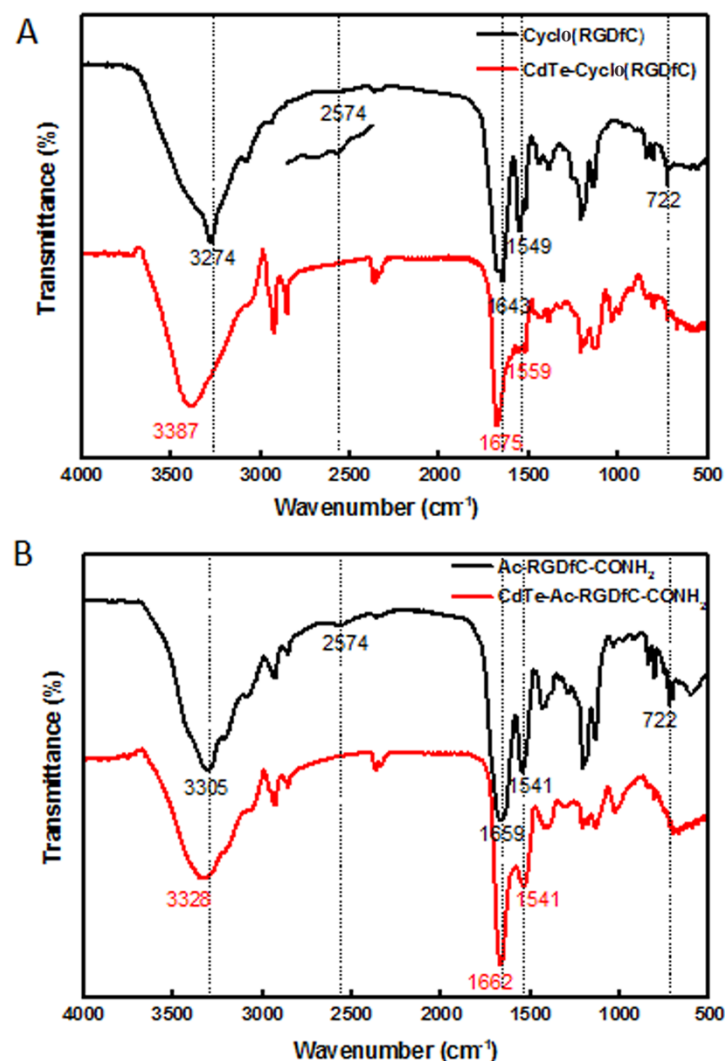 A
Cyclo(RGDfC)
CdTe-Cyclo(RGDfC)
2574
722
3274
1549
1643
1559
3387
1675
Transmittance (%)
4000 3500 3000 2500 2000 1500 1000 500
Wavenumber (cm⁻¹)
B
Ac-RGDfC-CONH₂
CdTe-Ac-RGDfC-CONH₂
2574
722
3305
1541
1659
3328
1541
1662
Transmittance (%)
4000 3500 3000 2500 2000 1500 1000 500
Wavenumber (cm⁻¹)